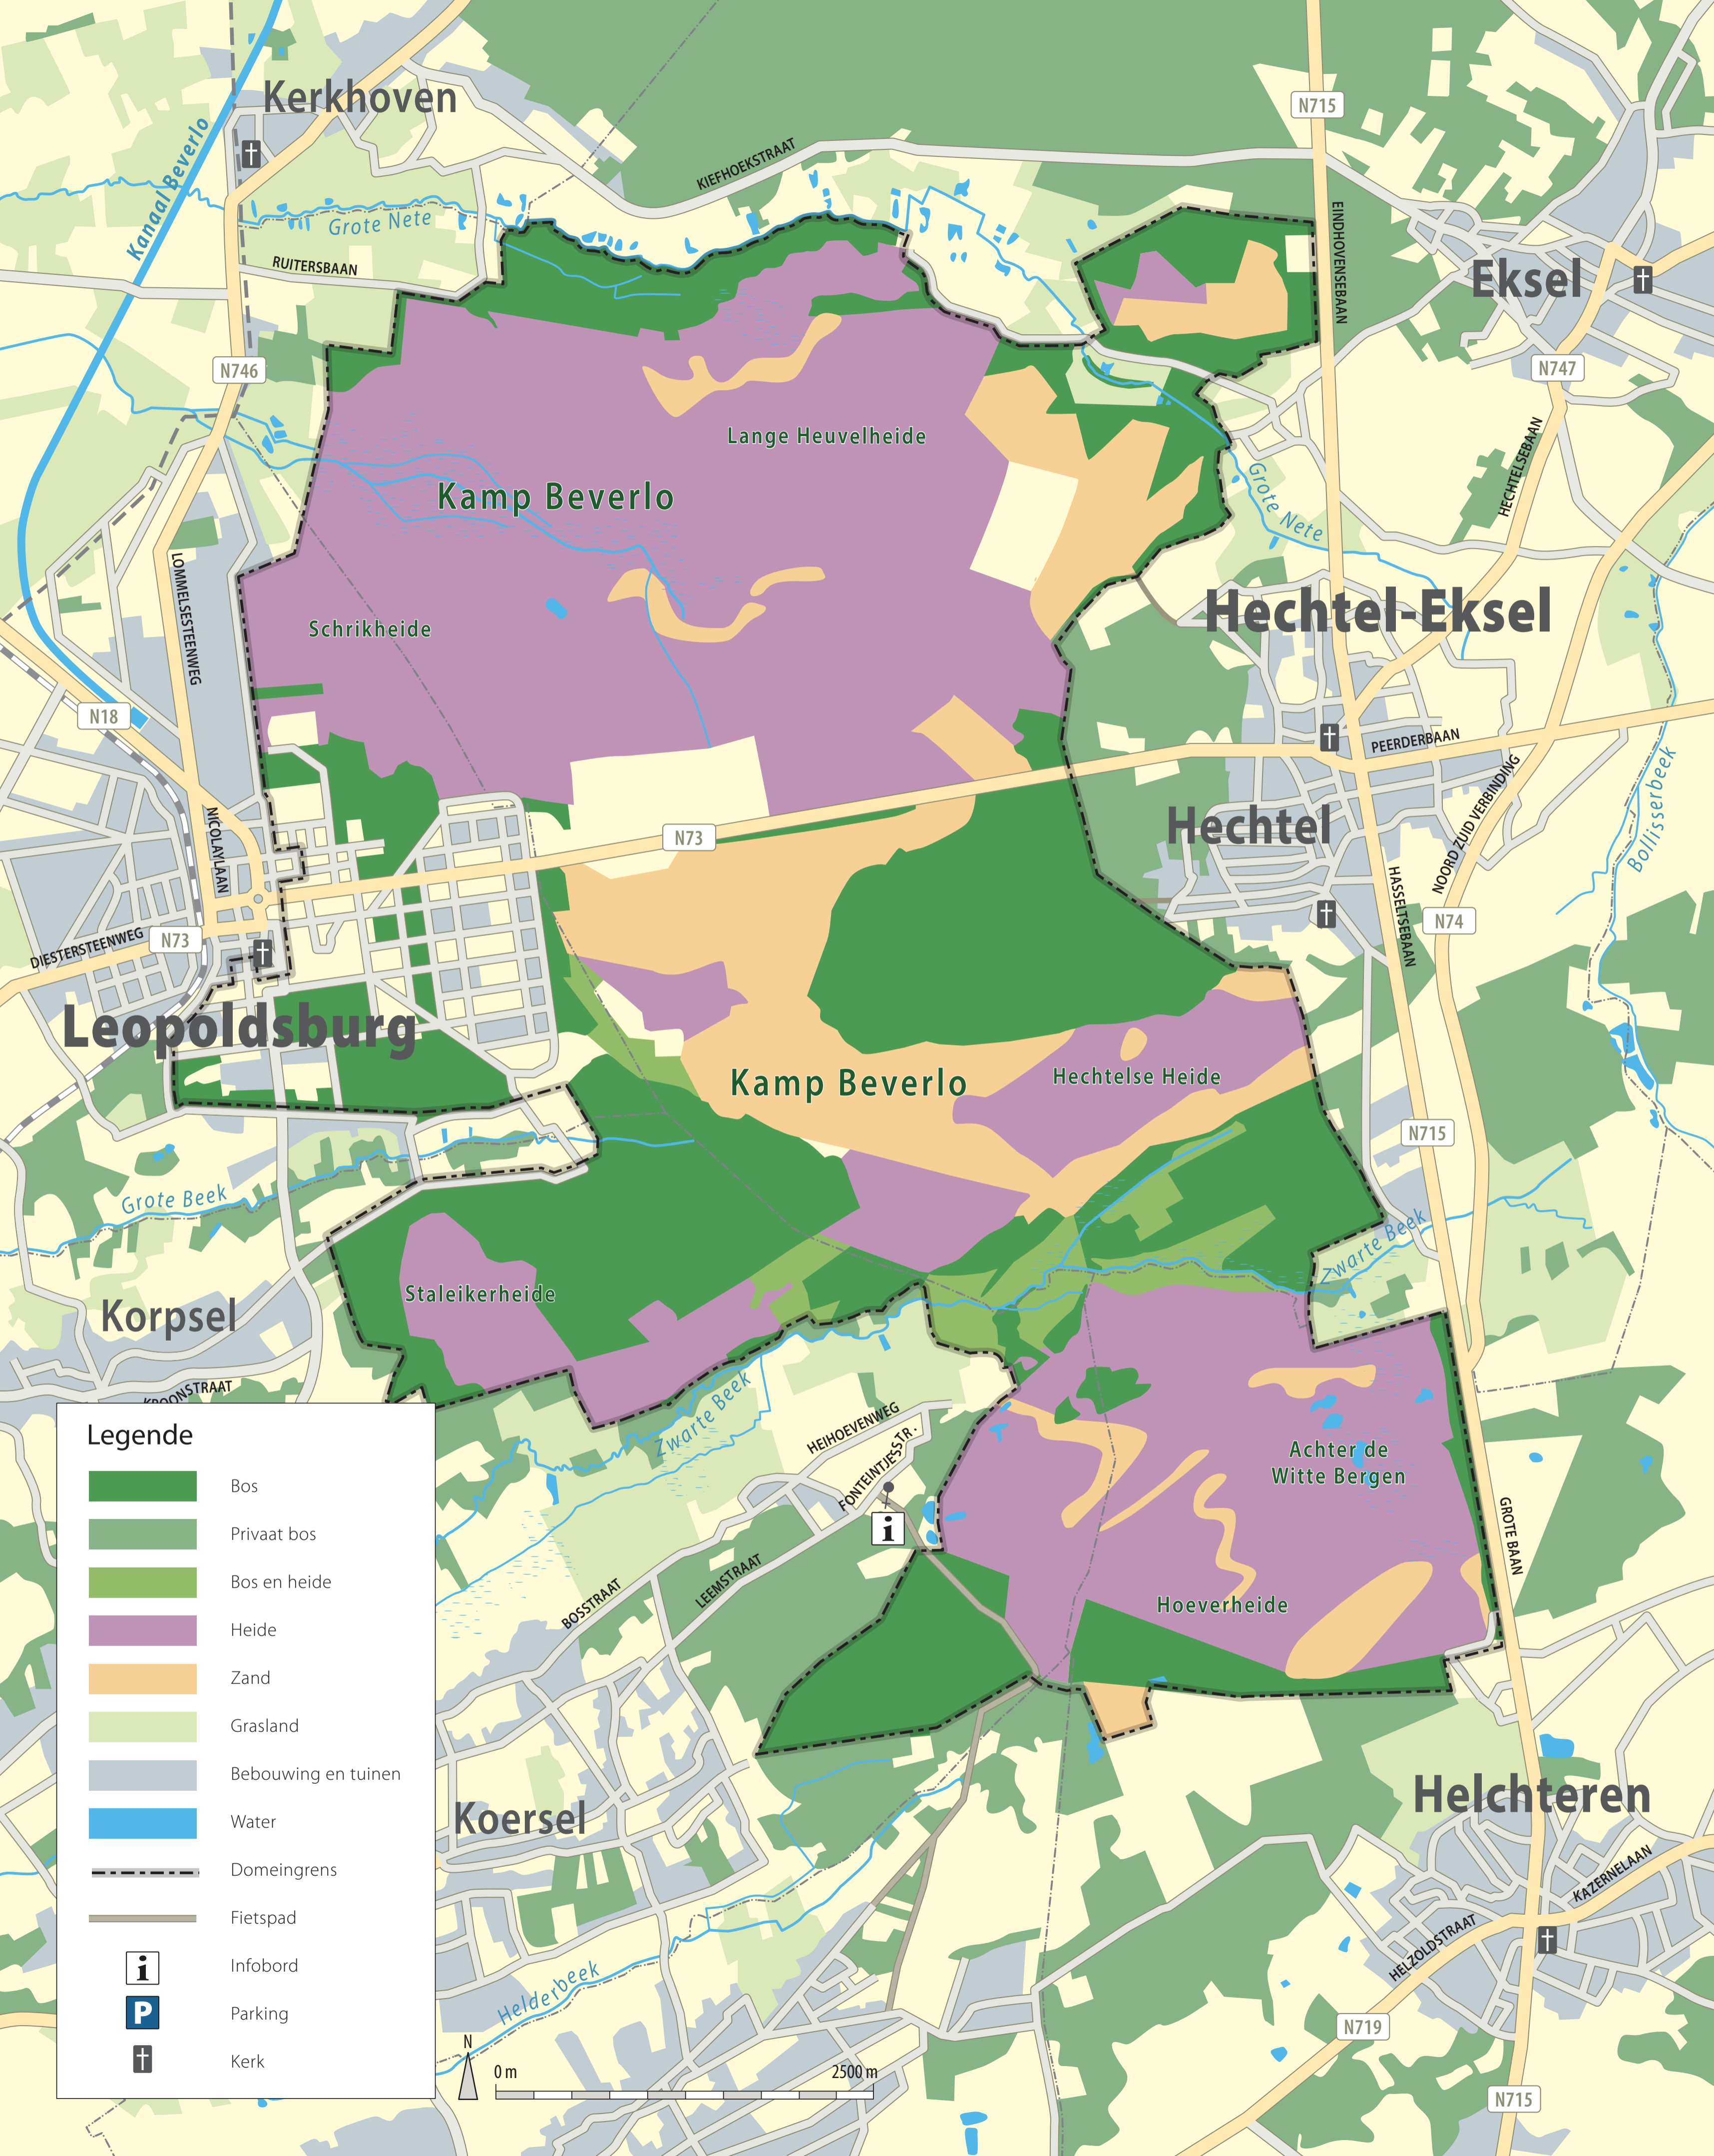 Kerkhoven
N715
Kanaal Beverlo
KIEFHOEKSTRAAT
Grote Nete
RUITERSBAAN
EINDHOVENSEBAAN
Eksel
N746
N747
Lange Heuvelheide
HECHTELSEBAAN
Kamp Beverlo
Grote Nete
LOMMELSESTEENWEG
Schrikheide
Hechtel-Eksel
N18
PEERDERBAAN
NICOLAYLAAN
N73
Hechtel
NOORD ZUID VERBINDING
Bollisserbeek
HASSELTSEBAAN
N74
DIESTERSTEENWEG
N73
Leopoldsburg
Kamp Beverlo
Hechtelse Heide
N715
Grote Beek
Zwarte Beek
Korpsel
Staleikerheide
KROONSTRAAT
Zwarte Beek
HEIHOEVENWEG
FONTEINTJESSTR.
Achter de
Witte Bergen
GROTE BAAN
BOSSTRAAT
LEEMSTRAAT
Hoeverheide
Koersel
Helchteren
KAZERNELAAN
HELZOLDSTRAAT
Helderbeek
N719
N715
Legende
Bos
Privaat bos
Bos en heide
Heide
Zand
Grasland
Bebouwing en tuinen
Water
Domeingrens
Fietspad
i
Infobord
P
Parking
Kerk
i
N
0 m
2500 m